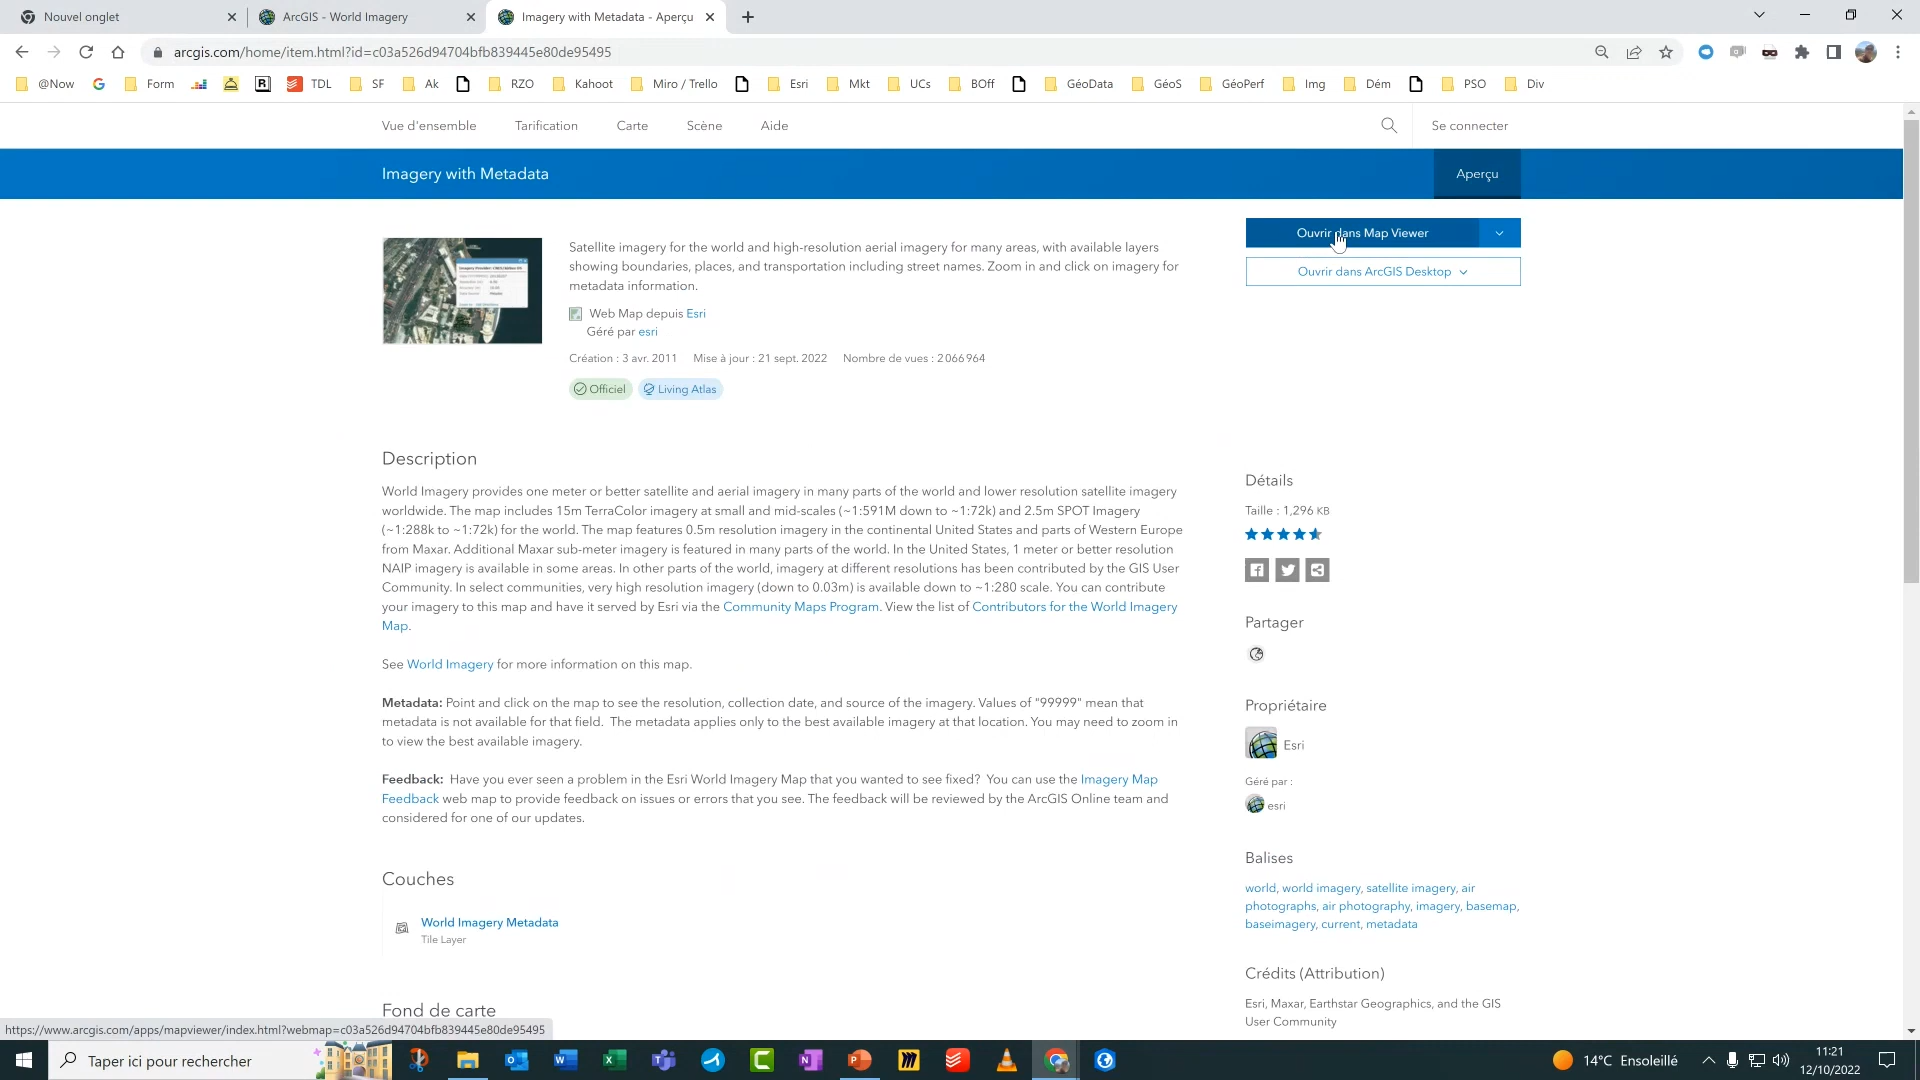 Nouvel onglet
ArcGIS - World Imagery
Imagery with Metadata - Aperçu
arcgis.com/home/item.html?id=c03a526d94704bfb839445e80de95495
@Now
Form
TDL
SF
Ak
RZO
Kahoot
Miro / Trello
Esri
Mkt
UCs
BOff
GéoData
GéoS
GéoPerf
Img
Dém
PSO
Div
Vue d'ensemble
Tarification
Carte
Scène
Aide
Se connecter
Imagery with Metadata
Aperçu
Satellite imagery for the world and high-resolution aerial imagery for many areas, with available layers
showing boundaries, places, and transportation including street names. Zoom in and click on imagery for
metadata information.
Web Map depuis Esri
Géré par esri
Création : 3 avr. 2011 Mise à jour : 21 sept. 2022 Nombre de vues : 2 066 964
Officiel
Living Atlas
Ouvrir dans Map Viewer
Ouvrir dans ArcGIS Desktop
Description
World Imagery provides one meter or better satellite and aerial imagery in many parts of the world and lower resolution satellite imagery
worldwide. The map includes 15m TerraColor imagery at small and mid-scales (~1:591M down to ~1:72k) and 2.5m SPOT Imagery
(~1:288k to ~1:72k) for the world. The map features 0.5m resolution imagery in the continental United States and parts of Western Europe
from Maxar. Additional Maxar sub-meter imagery is featured in many parts of the world. In the United States, 1 meter or better resolution
NAIP imagery is available in some areas. In other parts of the world, imagery at different resolutions has been contributed by the GIS User
Community. In select communities, very high resolution imagery (down to 0.03m) is available down to ~1:280 scale. You can contribute
your imagery to this map and have it served by Esri via the Community Maps Program. View the list of Contributors for the World Imagery
Map.
See World Imagery for more information on this map.
Metadata: Point and click on the map to see the resolution, collection date, and source of the imagery. Values of "99999" mean that
metadata is not available for that field. The metadata applies only to the best available imagery at that location. You may need to zoom in
to view the best available imagery.
Feedback: Have you ever seen a problem in the Esri World Imagery Map that you wanted to see fixed? You can use the Imagery Map
Feedback web map to provide feedback on issues or errors that you see. The feedback will be reviewed by the ArcGIS Online team and
considered for one of our updates.
Couches
World Imagery Metadata
Tile Layer
Fond de carte
Détails
Taille : 1,296 KB
Partager
Propriétaire
Esri
Géré par :
esri
Balises
world, world imagery, satellite imagery, air
photographs, air photography, imagery, basemap,
baseimagery, current, metadata
Crédits (Attribution)
Esri, Maxar, Earthstar Geographics, and the GIS
User Community
https://www.arcgis.com/apps/mapviewer/index.html?webmap=c03a526d94704bfb839445e80de95495
Taper ici pour rechercher
14°C Ensoleillé
11:21
12/10/2022